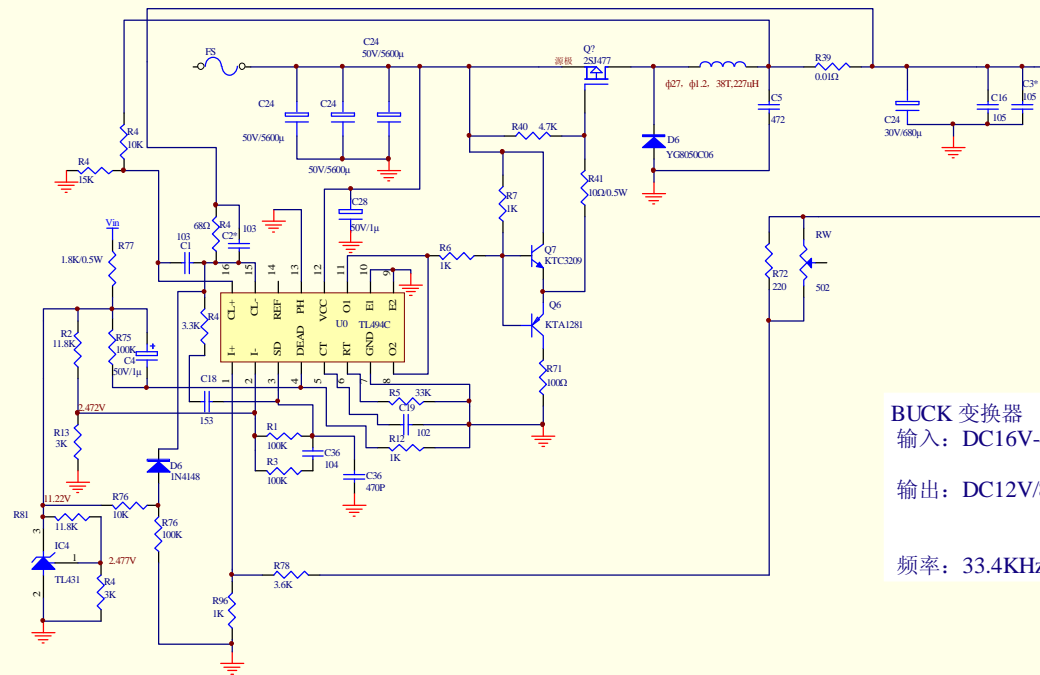 FS
C24
50V/5600µ
C24
50V/5600µ
C24
50V/5600µ
源极
Q?
2SJ477
ф27, ф1.2, 38T,227uH
R39
0.01Ω
C5
472
C24
30V/680µ
C16
105
C3*
105
D6
YG8050C06
R40
4.7K
R41
10Ω/0.5W
R7
1K
R4
10K
R4
15K
C28
50V/1µ
Vin
R77
1.8K/0.5W
103
C1
68Ω
R4
C2*
103
R6
1K
Q7
KTC3209
Q6
KTA1281
R71
100Ω
R72
220
RW
502
16
15
14
13
12
11
10
9
CL+
CL-
REF
PH
VCC
O1
E1
E2
U0
TL494C
I+
I-
SD
DEAD
CT
RT
GND
O2
1
2
3
4
5
6
7
8
R2
11.8K
R75
100K
C4
50V/1µ
R4
3.3K
C18
153
R5
33K
C19
102
R12
1K
2.472V
R13
3K
R1
100K
R3
100K
C36
104
C36
470P
D6
1N4148
11.22V
R76
10K
R76
100K
R81
11.8K
3
IC4
1
2.477V
TL431
2
R4
3K
R78
3.6K
R96
1K
BUCK 变换器
输入：DC16V-
输出：DC12V/
频率：33.4KHz